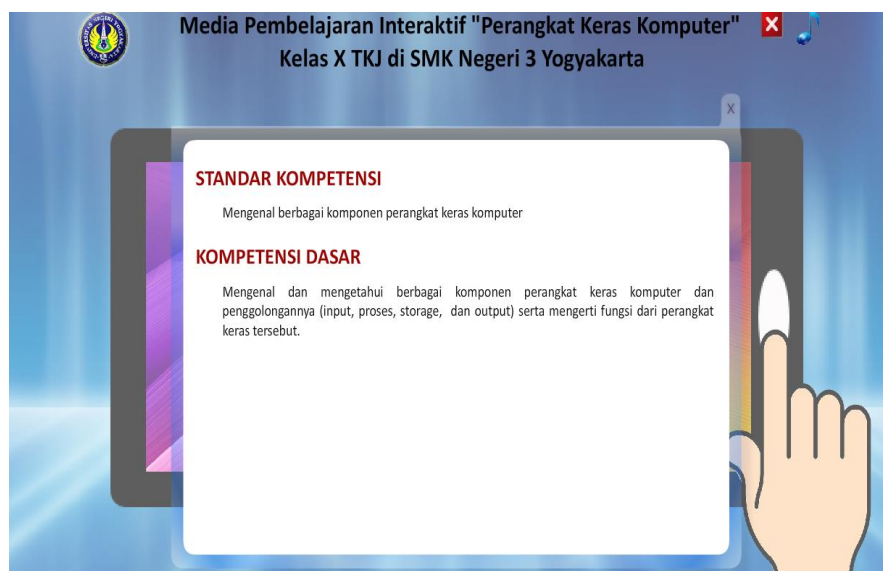 Media Pembelajaran Interaktif "Perangkat Keras Komputer"
Kelas X TKJ di SMK Negeri 3 Yogyakarta
X
X
STANDAR KOMPETENSI
Mengenal berbagai komponen perangkat keras komputer
KOMPETENSI DASAR
Mengenal dan mengetahui berbagai komponen perangkat keras komputer dan
penggolongannya (input, proses, storage, dan output) serta mengerti fungsi dari perangkat
keras tersebut.